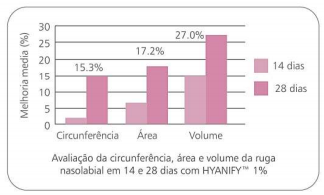 Melhoria media (%)
30
25
20
15
10
5
0
15.3%
17.2%
27.0%
14 dias
28 dias
Circunferência Área Volume
Avaliação da circunferência, área e volume da ruga
nasolabial em 14 e 28 dias com HYANIFY™ 1%